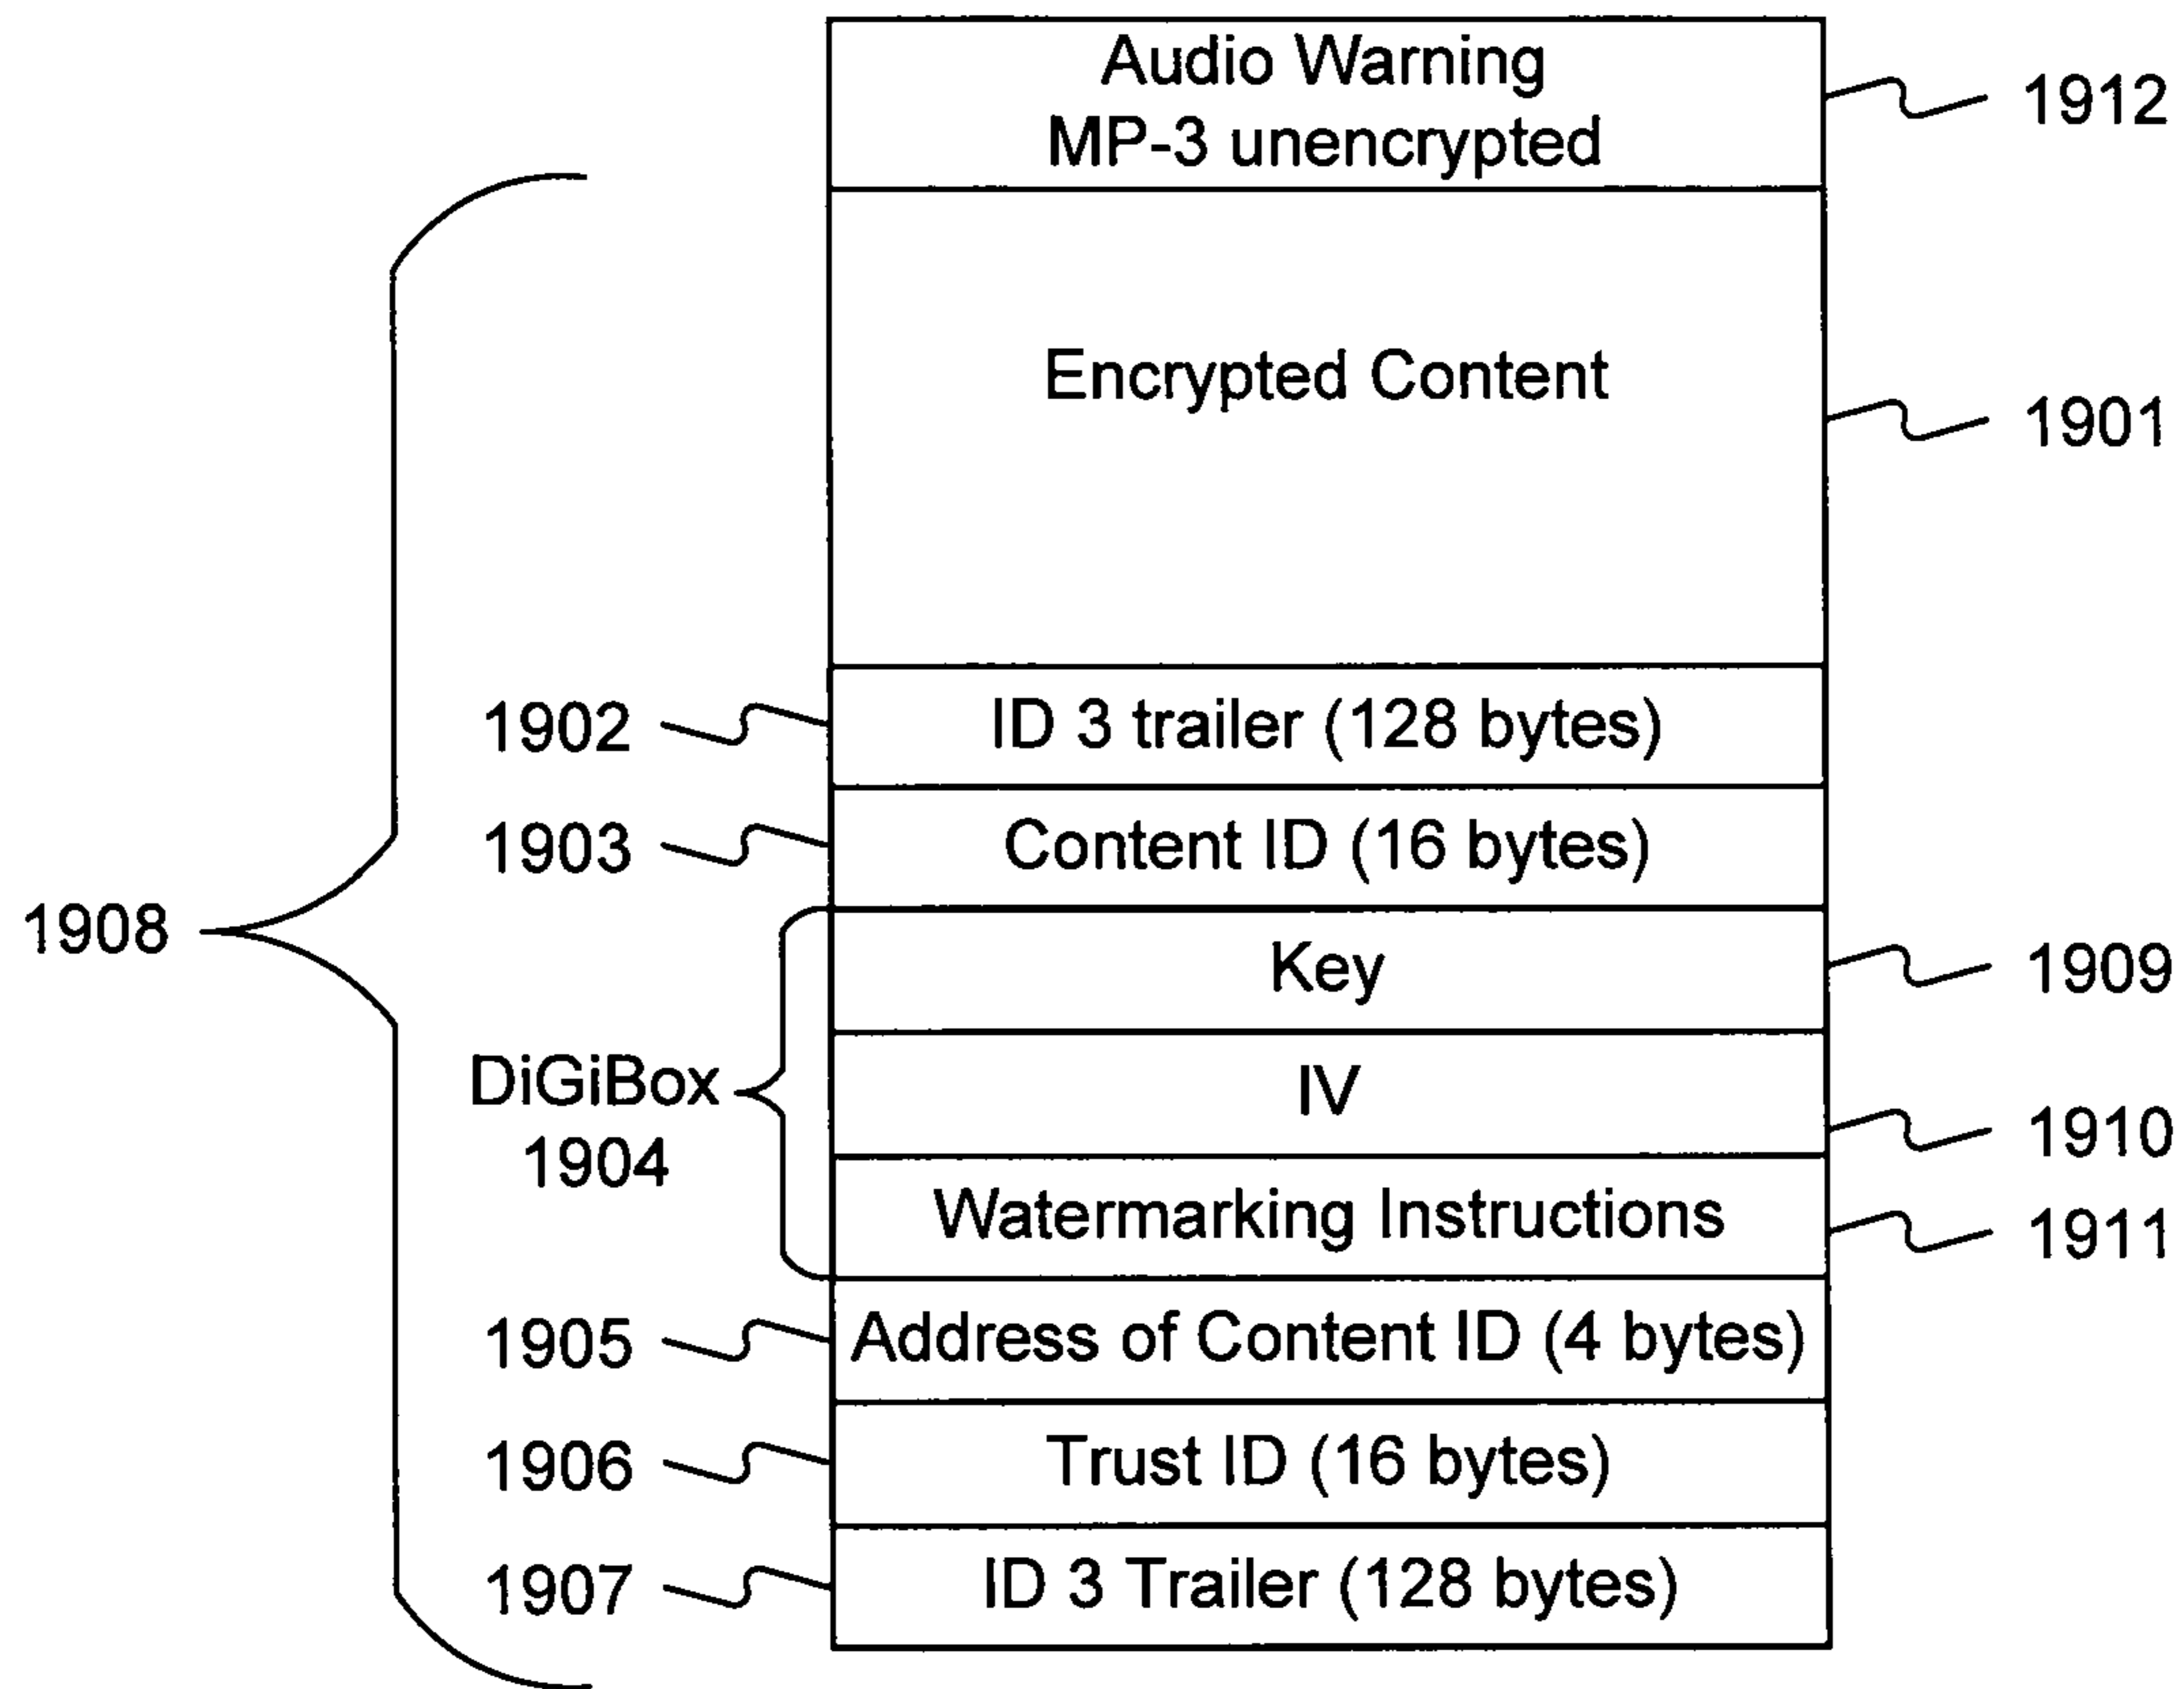 Audio Warning
MP-3 unencrypted
1912
Encrypted Content
1901
1902
ID 3 trailer (128 bytes)
1903
Content ID (16 bytes)
1908
Key
1909
DiGiBox
1904
IV
1910
Watermarking Instructions
1911
1905
Address of Content ID (4 bytes)
1906
Trust ID (16 bytes)
1907
ID 3 Trailer (128 bytes)